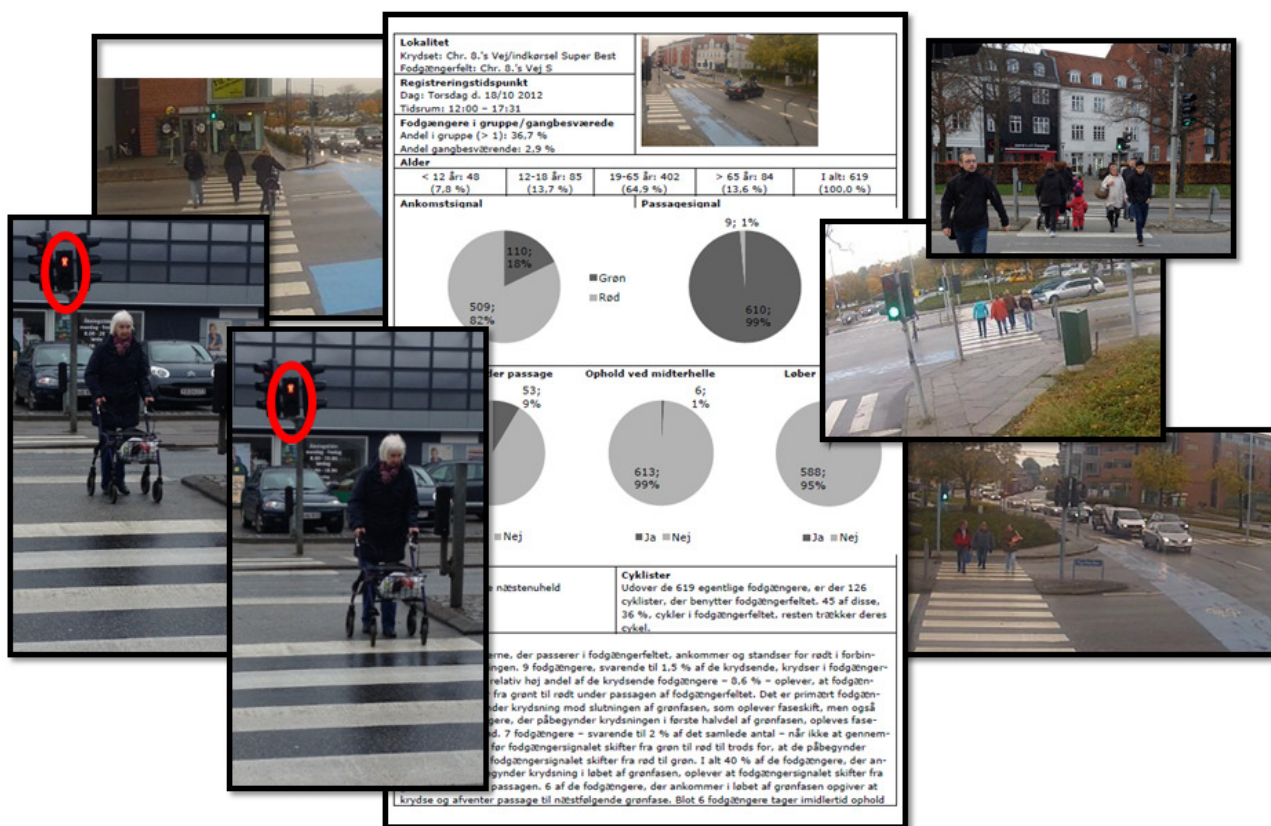 Lokalitet
Krydset: Chr. 8.'s Vej/indkørsel Super Best
Fodgængerfelt: Chr. 8.'s Vej S
Registreringstidspunkt
Dag: Torsdag d. 18/10 2012
Tidsrum: 12:00 – 17:31
Fodgængere i gruppe/gangbesværede
Andel i gruppe (> 1): 36,7 %
Andel gangbesværende: 2,9 %
Alder
< 12 år: 48
(7,8 %)
12-18 år: 85
(13,7 %)
19-65 år: 402
(64,9 %)
> 65 år: 84
(13,6 %)
I alt: 619
(100,0 %)
Ankomstsignal
110;
18%
509;
82%
Grøn
Rød
Passagesignal
9; 1%
610;
99%
der passage
53;
9%
Nej
Ophold ved midterhelle
6;
1%
613;
99%
Ja Nej
Løber
588;
95%
Ja Nej
næstenuheld
Cyklister
Udover de 619 egentlige fodgængere, er der 126
cyklister, der benytter fodgængerfeltet. 45 af disse,
36 %, cykler i fodgængerfeltet, resten trækker deres
cykel.
erne, der passerer i fodgængerfeltet, ankommer og standser for rødt i forbin-
ingen. 9 fodgængere, svarende til 1,5 % af de krydsende, krydser i fodgænger-
relativ høj andel af de krydsende fodgængere – 8,6 % – oplever, at fodgæn-
r fra grønt til rødt under passagen af fodgængerfeltet. Det er primært fodgæn-
nder krydsning mod slutningen af grønfasen, som oplever faseskift, men også
gere, der påbegynder krydsningen i første halvdel af grønfasen, opleves fase-
d. 7 fodgængere – svarende til 2 % af det samlede antal – når ikke at gennem-
før fodgængersignalet skifter fra grøn til rød til trods for, at de påbegynder
fodgængersignalet skifter fra rød til grøn. I alt 40 % af de fodgængere, der an-
egynder krydsning i løbet af grønfasen, oplever at fodgængersignalet skifter fra
passagen. 6 af de fodgængere, der ankommer i løbet af grønfasen opgiver at
krydse og afventer passage til næstfølgende grønfase. Blot 6 fodgængere tager imidlertid ophold